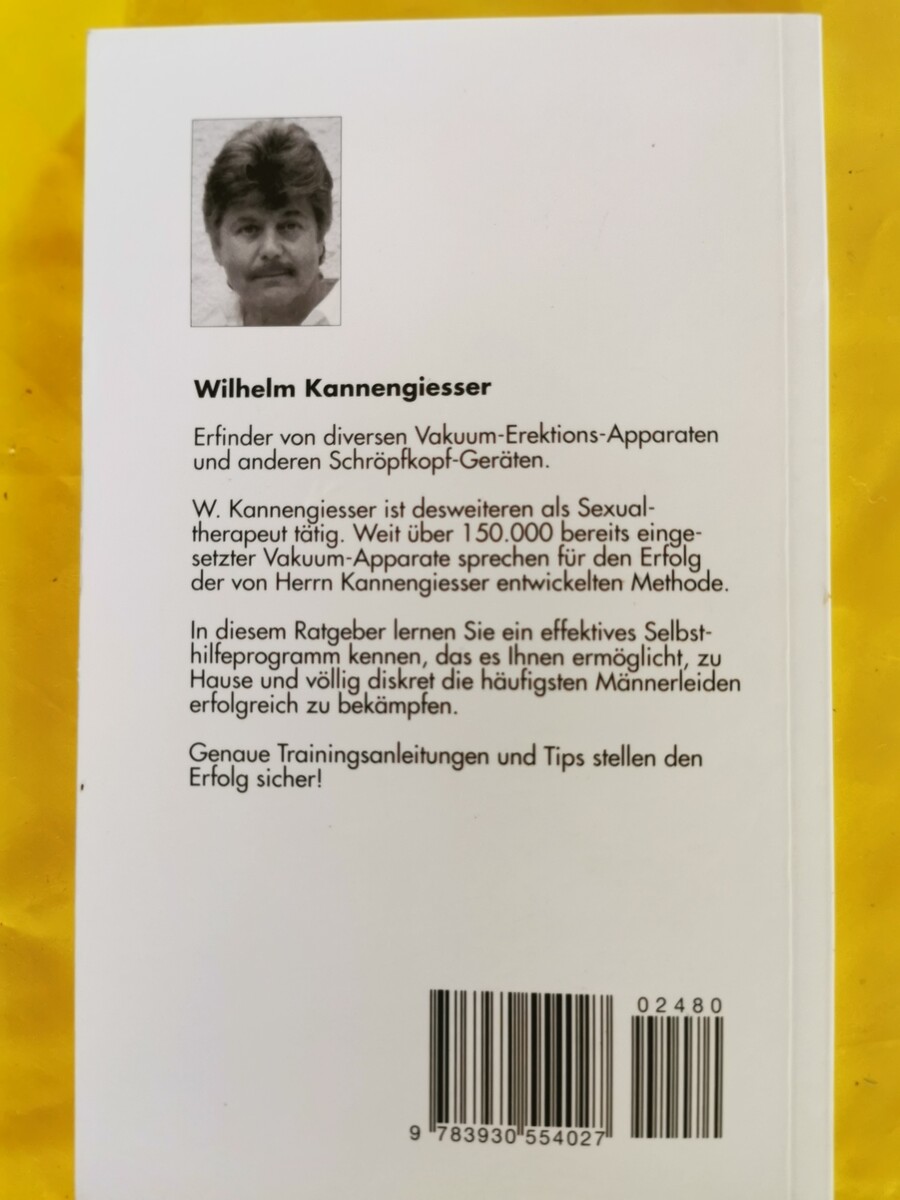 Wilhelm Kannengiesser
Erfinder von diversen Vakuum-Erektions-Apparaten
und anderen Schröpfkopf-Geräten.
W. Kannengiesser ist desweiteren als Sexual-
therapeut tätig. Weit über 150.000 bereits einge-
setzter Vakuum-Apparate sprechen für den Erfolg
der von Herrn Kannengiesser entwickelten Methode.
In diesem Ratgeber lernen Sie ein effektives Selbst-
hilfeprogramm kennen, das es Ihnen ermöglicht, zu
Hause und völlig diskret die häufigsten Männerleiden
erfolgreich zu bekämpfen.
Genaue Trainingsanleitungen und Tips stellen den
Erfolg sicher!
02480
9 783930 554027